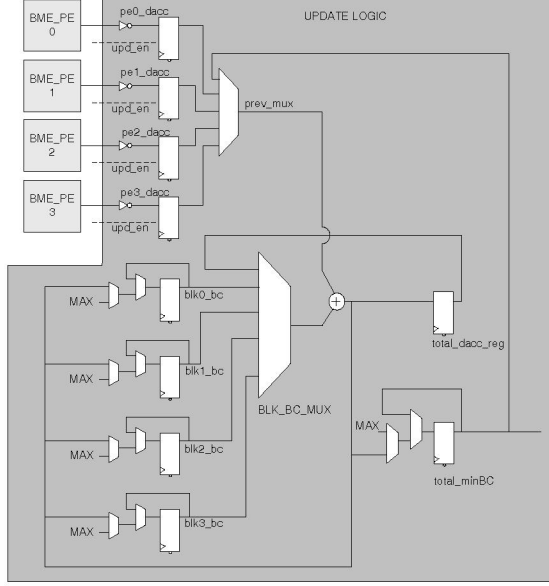 BME_PE
0
pe0_dacc
UPDATE LOGIC
upd_en
BME_PE
1
pe1_dacc
upd_en
prev_mux
BME_PE
2
pe2_dacc
upd_en
BME_PE
3
pe3_dacc
upd_en
MAX
blk0_bc
total_dacc_reg
MAX
blk1_bc
BLK_BC_MUX
MAX
MAX
blk2_bc
total_minBC
MAX
blk3_bc